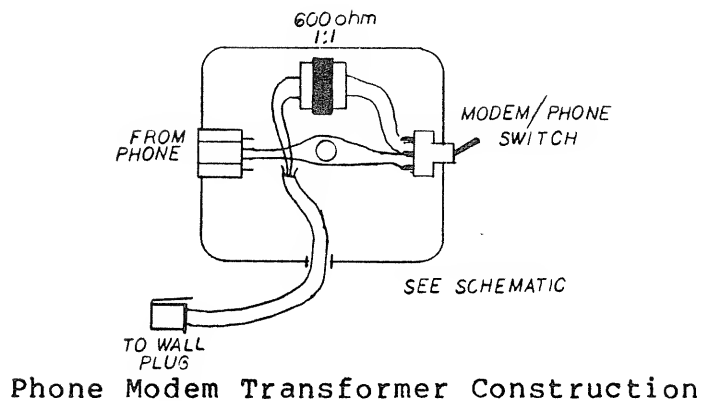 600 ohm
1:1
MODEM/PHONE
SWITCH
FROM
PHONE
SEE SCHEMATIC
TO WALL
PLUG
Phone Modem Transformer Construction